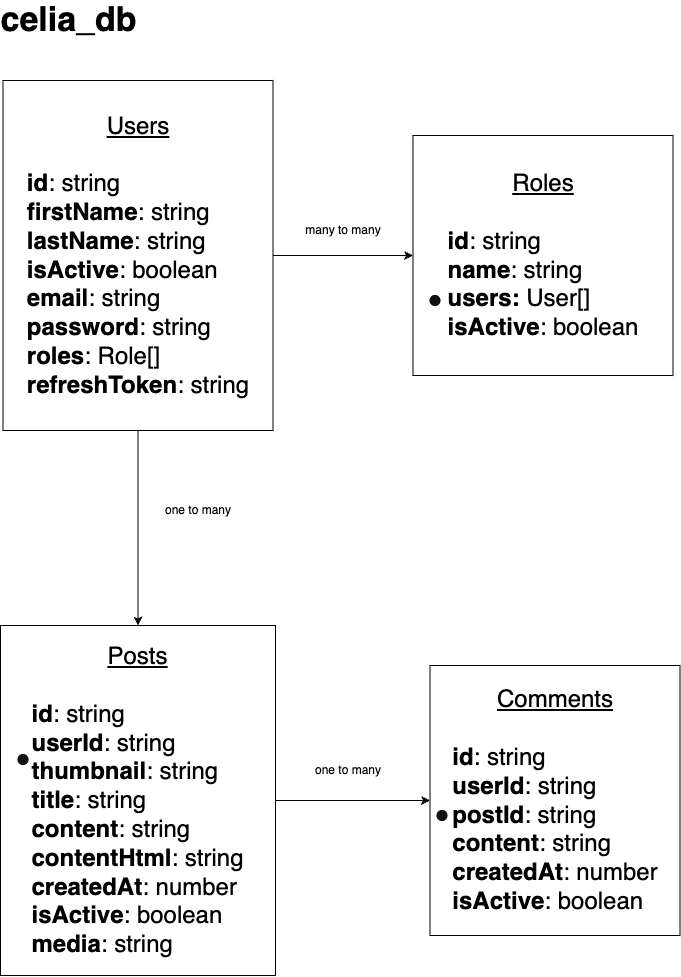 celia_db
Users
id: string
firstName: string
lastName: string
isActive: boolean
email: string
password: string
roles: Role[]
refreshToken: string
many to many
Roles
id: string
name: string
users: User[]
isActive: boolean
one to many
Posts
id: string
userId: string
thumbnail: string
title: string
content: string
contentHtml: string
createdAt: number
isActive: boolean
media: string
one to many
Comments
id: string
userId: string
postId: string
content: string
createdAt: number
isActive: boolean